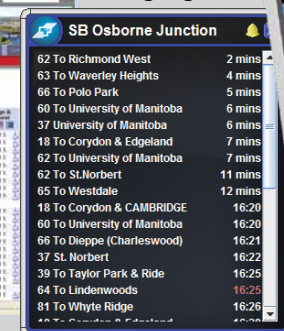 SB Osborne Junction
62 To Richmond West 2 mins
63 To Waverley Heights 4 mins
66 To Polo Park 5 mins
60 To University of Manitoba 6 mins
37 University of Manitoba 6 mins
18 To Corydon & Edgeland 7 mins
62 To University of Manitoba 7 mins
62 To St.Norbert 11 mins
65 To Westdale 12 mins
18 To Corydon & CAMBRIDGE 16:20
60 To University of Manitoba 16:20
66 To Dieppe (Charleswood) 16:21
37 St. Norbert 16:22
39 To Taylor Park & Ride 16:25
64 To Lindenwoods 16:25
81 To Whyte Ridge 16:26